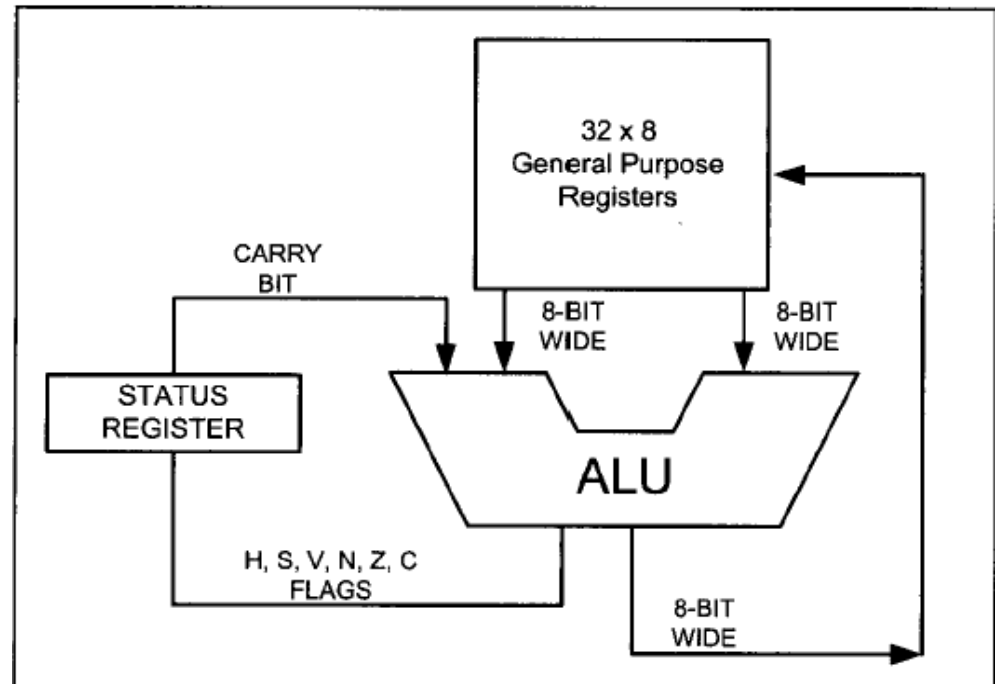 32 x 8
General Purpose
Registers
CARRY
BIT
8-BIT
WIDE
8-BIT
WIDE
STATUS
REGISTER
ALU
H, S, V, N, Z, C
FLAGS
8-BIT
WIDE